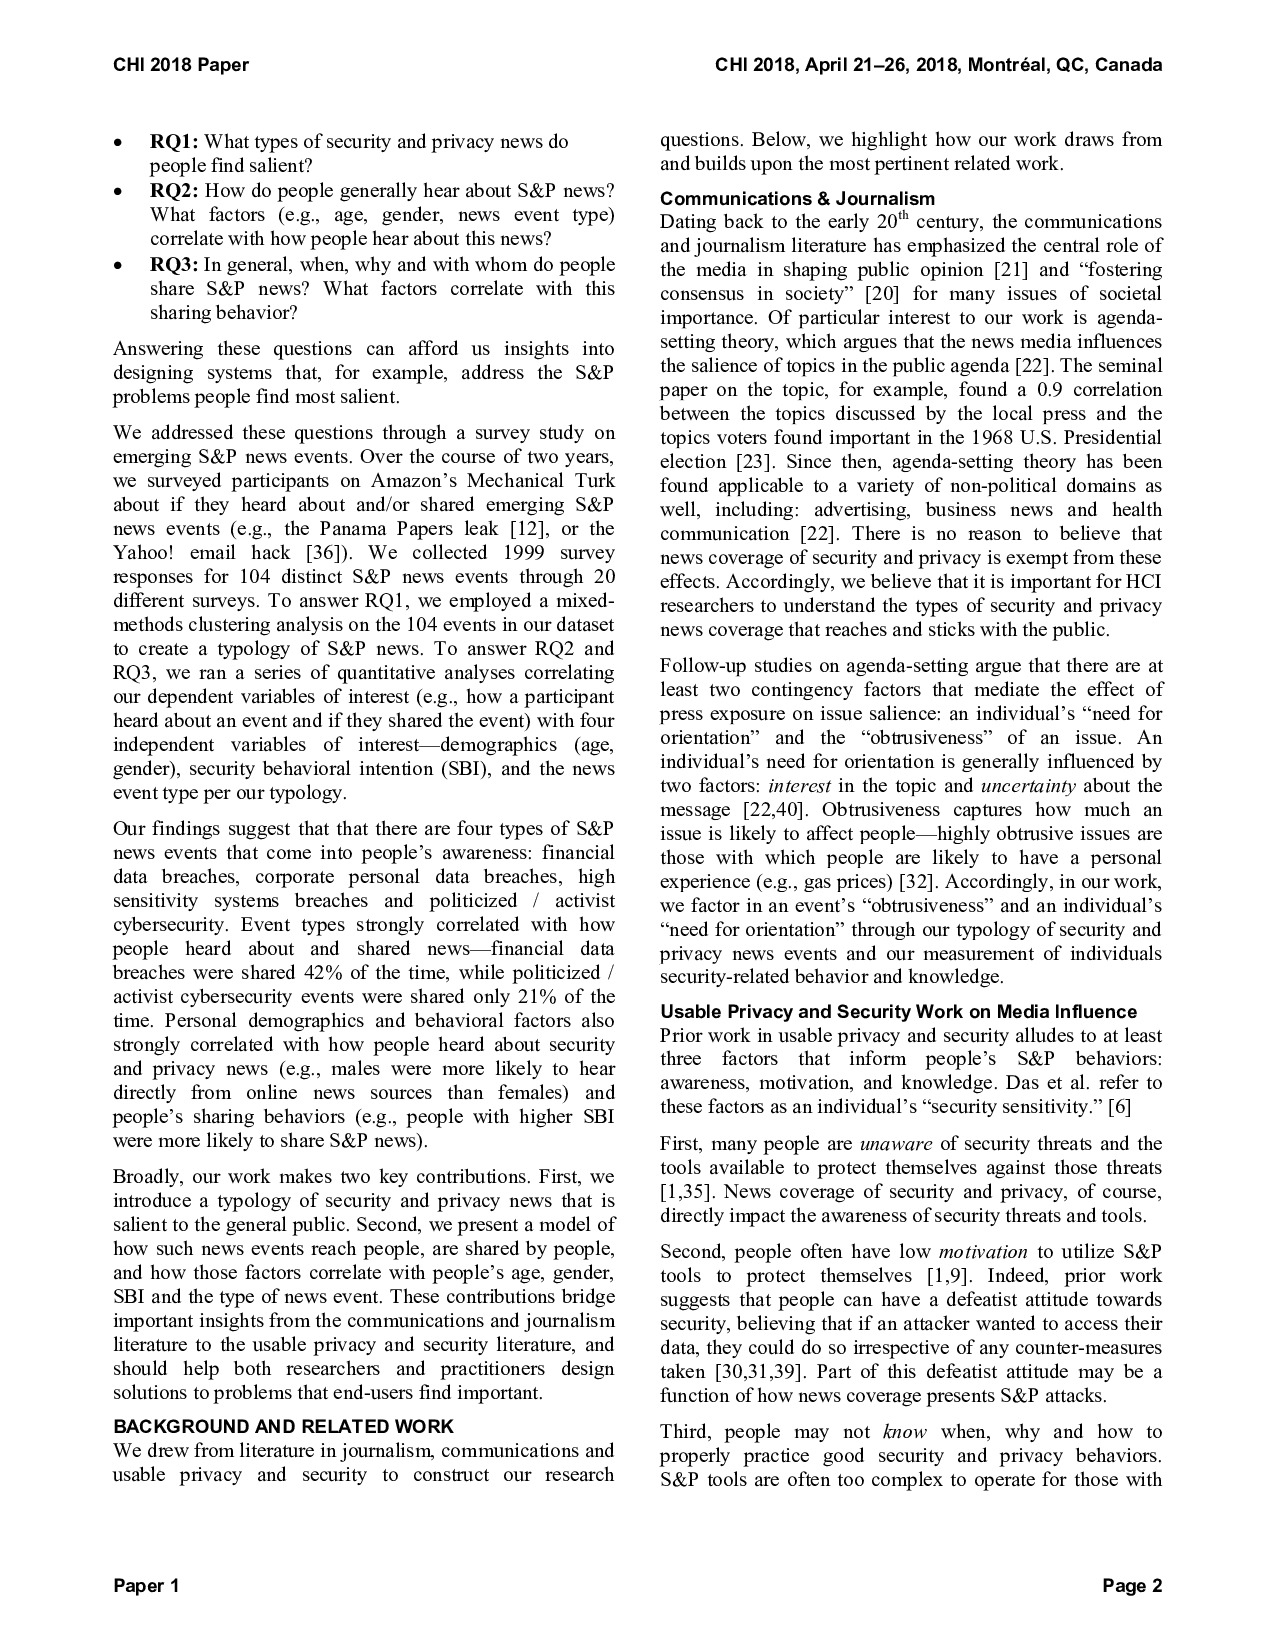 CHI 2018 Paper
CHI 2018, April 21–26, 2018, Montréal, QC, Canada
• RQ1: What types of security and privacy news do
people find salient?
• RQ2: How do people generally hear about S&P news?
What factors (e.g., age, gender, news event type)
correlate with how people hear about this news?
• RQ3: In general, when, why and with whom do people
share S&P news? What factors correlate with this
sharing behavior?
Answering these questions can afford us insights into
designing systems that, for example, address the S&P
problems people find most salient.
We addressed these questions through a survey study on
emerging S&P news events. Over the course of two years,
we surveyed participants on Amazon’s Mechanical Turk
about if they heard about and/or shared emerging S&P
news events (e.g., the Panama Papers leak [12], or the
Yahoo! email hack [36]). We collected 1999 survey
responses for 104 distinct S&P news events through 20
different surveys. To answer RQ1, we employed a mixed-
methods clustering analysis on the 104 events in our dataset
to create a typology of S&P news. To answer RQ2 and
RQ3, we ran a series of quantitative analyses correlating
our dependent variables of interest (e.g., how a participant
heard about an event and if they shared the event) with four
independent variables of interest—demographics (age,
gender), security behavioral intention (SBI), and the news
event type per our typology.
Our findings suggest that that there are four types of S&P
news events that come into people’s awareness: financial
data breaches, corporate personal data breaches, high
sensitivity systems breaches and politicized / activist
cybersecurity. Event types strongly correlated with how
people heard about and shared news—financial data
breaches were shared 42% of the time, while politicized /
activist cybersecurity events were shared only 21% of the
time. Personal demographics and behavioral factors also
strongly correlated with how people heard about security
and privacy news (e.g., males were more likely to hear
directly from online news sources than females) and
people’s sharing behaviors (e.g., people with higher SBI
were more likely to share S&P news).
Broadly, our work makes two key contributions. First, we
introduce a typology of security and privacy news that is
salient to the general public. Second, we present a model of
how such news events reach people, are shared by people,
and how those factors correlate with people’s age, gender,
SBI and the type of news event. These contributions bridge
important insights from the communications and journalism
literature to the usable privacy and security literature, and
should help both researchers and practitioners design
solutions to problems that end-users find important.
BACKGROUND AND RELATED WORK
We drew from literature in journalism, communications and
usable privacy and security to construct our research
questions. Below, we highlight how our work draws from
and builds upon the most pertinent related work.
Communications & Journalism
Dating back to the early 20th century, the communications
and journalism literature has emphasized the central role of
the media in shaping public opinion [21] and “fostering
consensus in society” [20] for many issues of societal
importance. Of particular interest to our work is agenda-
setting theory, which argues that the news media influences
the salience of topics in the public agenda [22]. The seminal
paper on the topic, for example, found a 0.9 correlation
between the topics discussed by the local press and the
topics voters found important in the 1968 U.S. Presidential
election [23]. Since then, agenda-setting theory has been
found applicable to a variety of non-political domains as
well, including: advertising, business news and health
communication [22]. There is no reason to believe that
news coverage of security and privacy is exempt from these
effects. Accordingly, we believe that it is important for HCI
researchers to understand the types of security and privacy
news coverage that reaches and sticks with the public.
Follow-up studies on agenda-setting argue that there are at
least two contingency factors that mediate the effect of
press exposure on issue salience: an individual’s “need for
orientation” and the “obtrusiveness” of an issue. An
individual’s need for orientation is generally influenced by
two factors: interest in the topic and uncertainty about the
message [22,40]. Obtrusiveness captures how much an
issue is likely to affect people—highly obtrusive issues are
those with which people are likely to have a personal
experience (e.g., gas prices) [32]. Accordingly, in our work,
we factor in an event’s “obtrusiveness” and an individual’s
“need for orientation” through our typology of security and
privacy news events and our measurement of individuals
security-related behavior and knowledge.
Usable Privacy and Security Work on Media Influence
Prior work in usable privacy and security alludes to at least
three factors that inform people’s S&P behaviors:
awareness, motivation, and knowledge. Das et al. refer to
these factors as an individual’s “security sensitivity.” [6]
First, many people are unaware of security threats and the
tools available to protect themselves against those threats
[1,35]. News coverage of security and privacy, of course,
directly impact the awareness of security threats and tools.
Second, people often have low motivation to utilize S&P
tools to protect themselves [1,9]. Indeed, prior work
suggests that people can have a defeatist attitude towards
security, believing that if an attacker wanted to access their
data, they could do so irrespective of any counter-measures
taken [30,31,39]. Part of this defeatist attitude may be a
function of how news coverage presents S&P attacks.
Third, people may not know when, why and how to
properly practice good security and privacy behaviors.
S&P tools are often too complex to operate for those with
Paper 1
Page 2